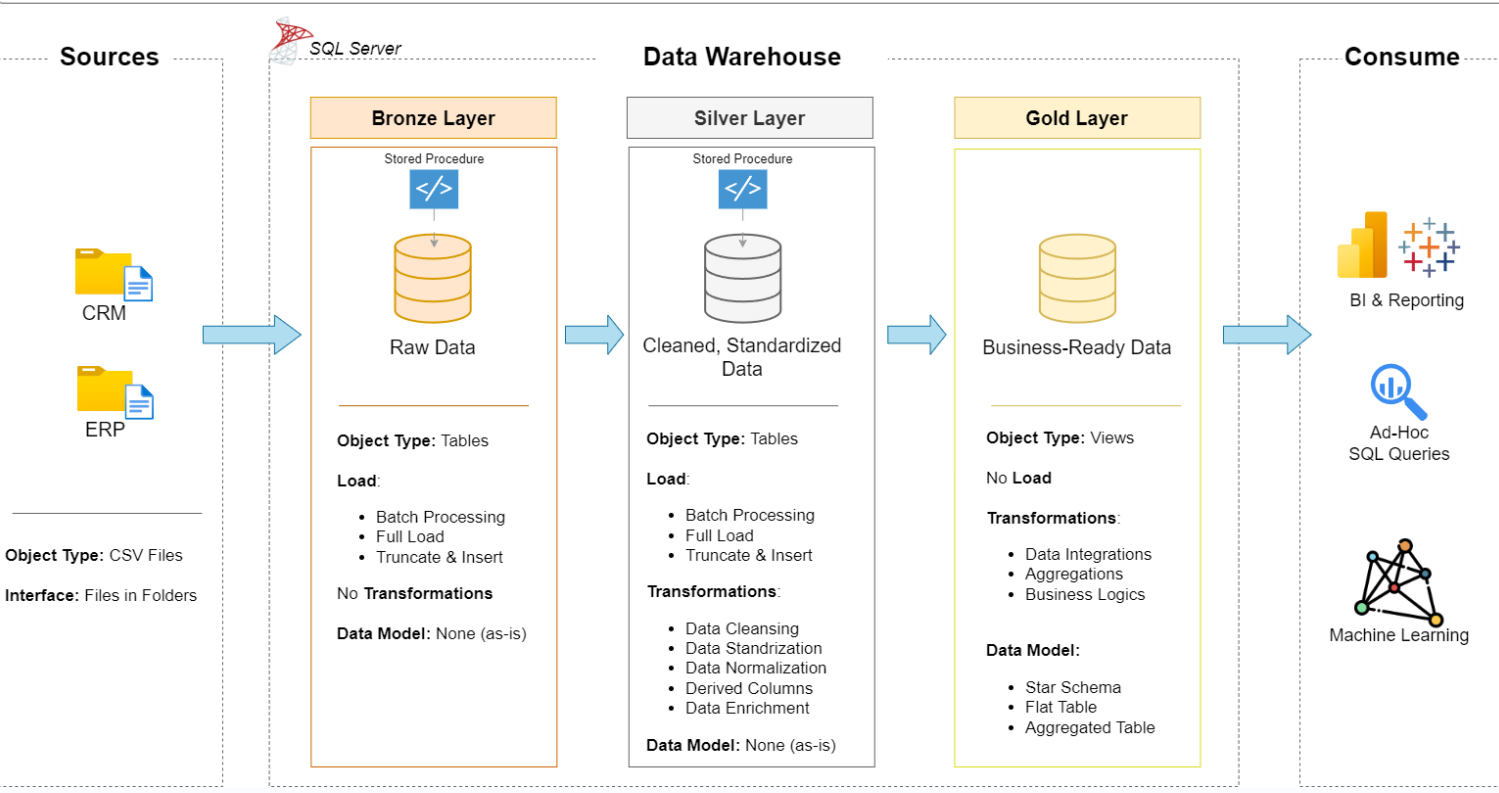 Sources
CRM
ERP
Object Type: CSV Files
Interface: Files in Folders
SQL Server
Data Warehouse
Bronze Layer
Stored Procedure
</>
Raw Data
Object Type: Tables
Load:
• Batch Processing
• Full Load
• Truncate & Insert
No Transformations
Data Model: None (as-is)
Silver Layer
Stored Procedure
</>
Cleaned, Standardized
Data
Object Type: Tables
Load:
• Batch Processing
• Full Load
• Truncate & Insert
Transformations:
• Data Cleansing
• Data Standrization
• Data Normalization
• Derived Columns
• Data Enrichment
Data Model: None (as-is)
Gold Layer
Business-Ready Data
Object Type: Views
No Load
Transformations:
• Data Integrations
• Aggregations
• Business Logics
Data Model:
• Star Schema
• Flat Table
• Aggregated Table
Consume
BI & Reporting
Ad-Hoc
SQL Queries
Machine Learning